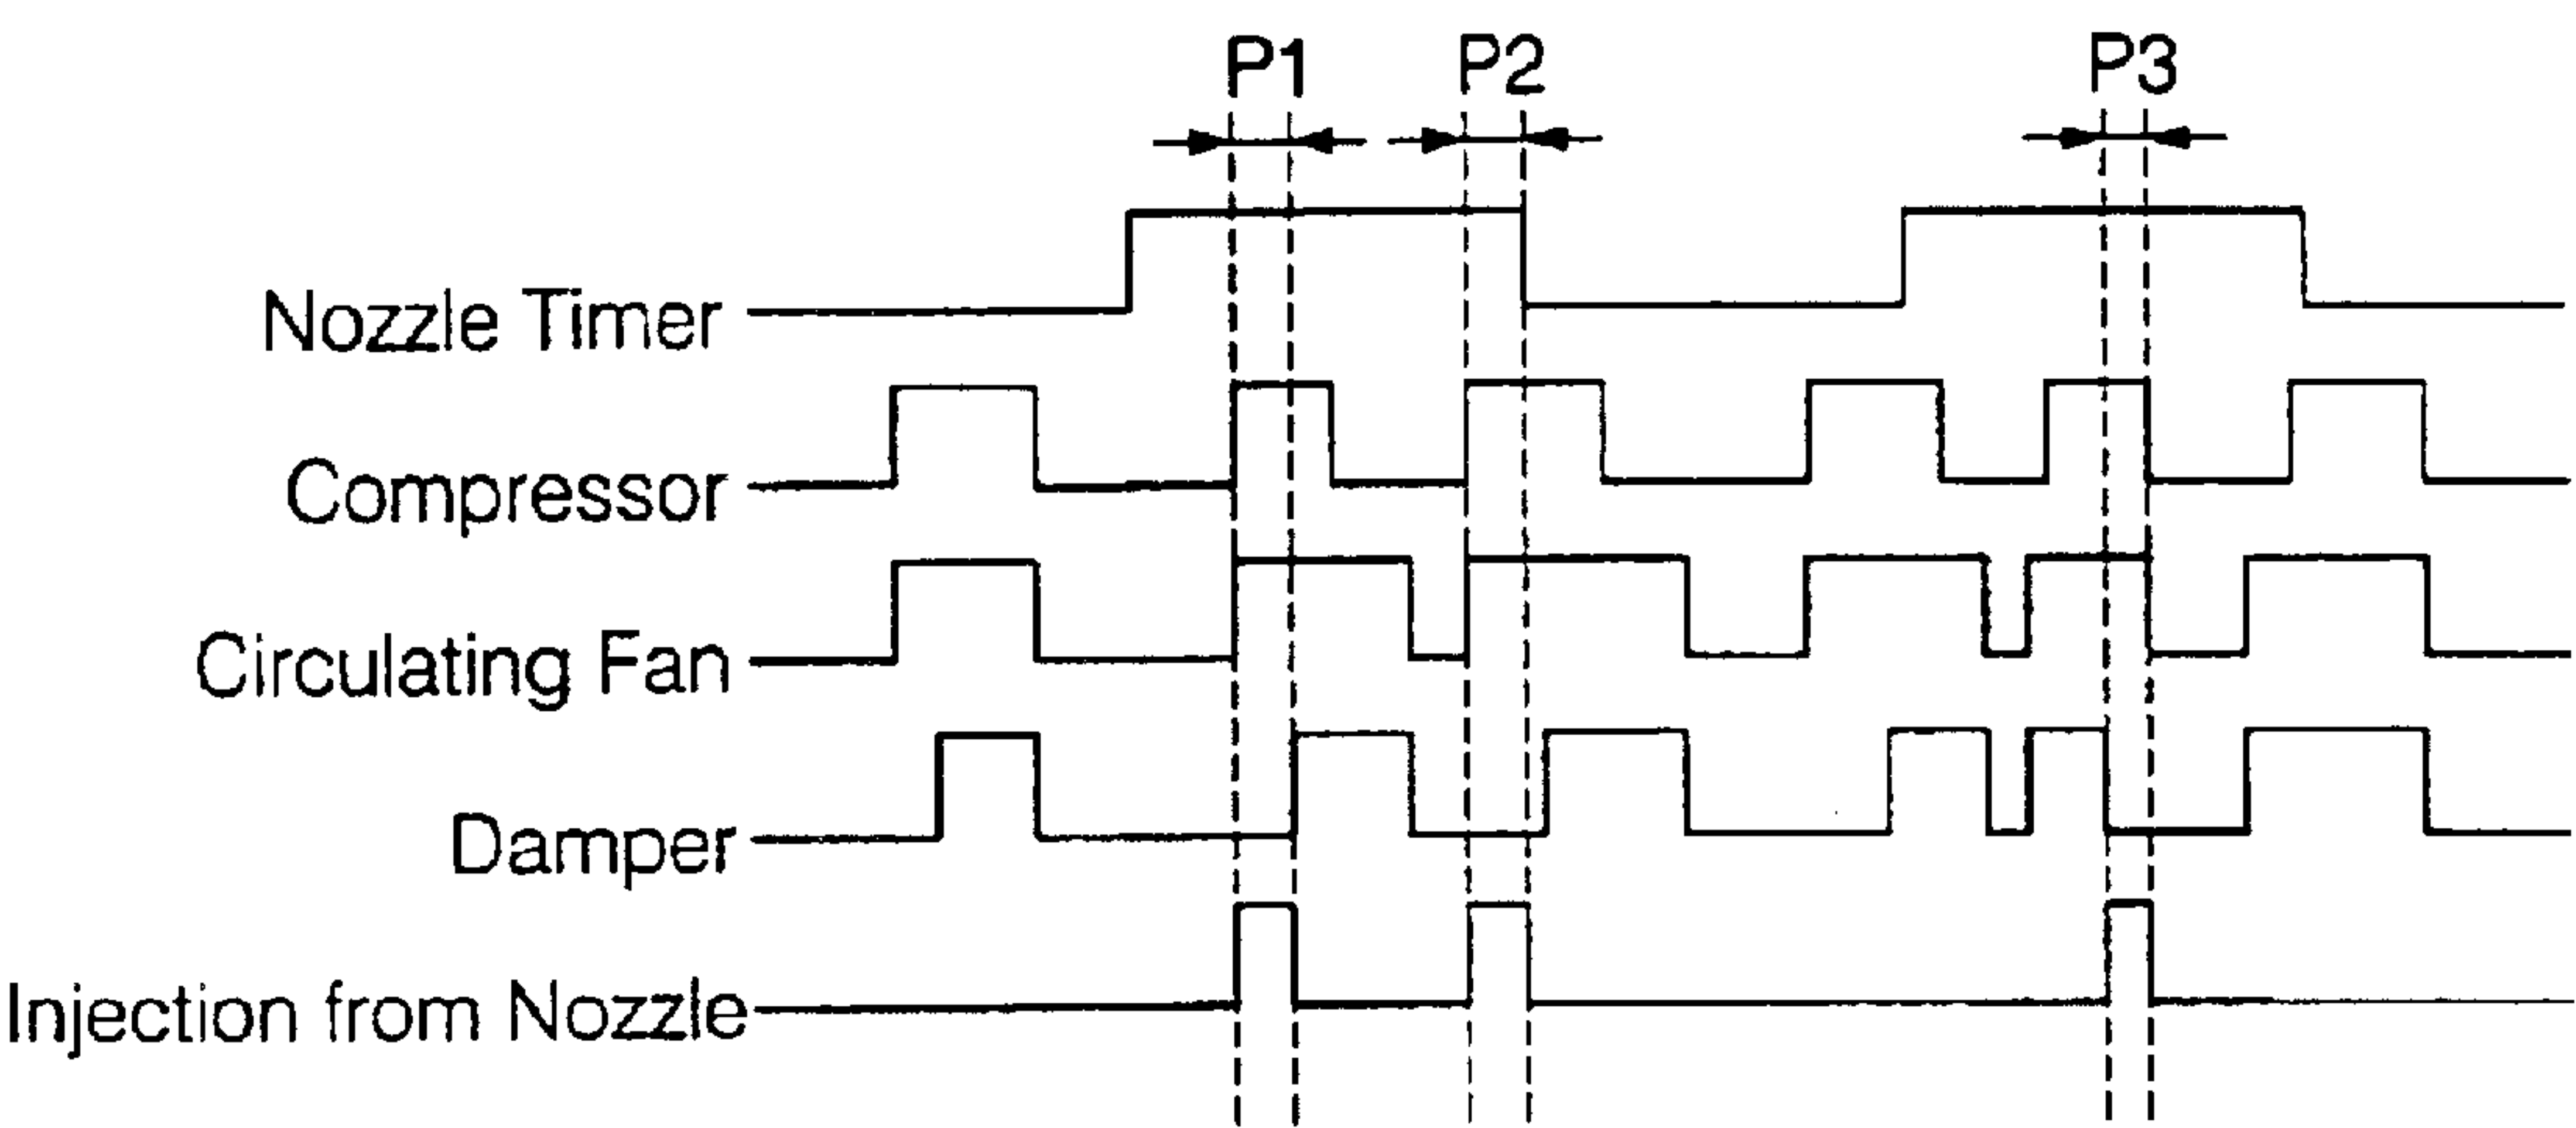 P1 P2 P3
Nozzle Timer
Compressor
Circulating Fan
Damper
Injection from Nozzle